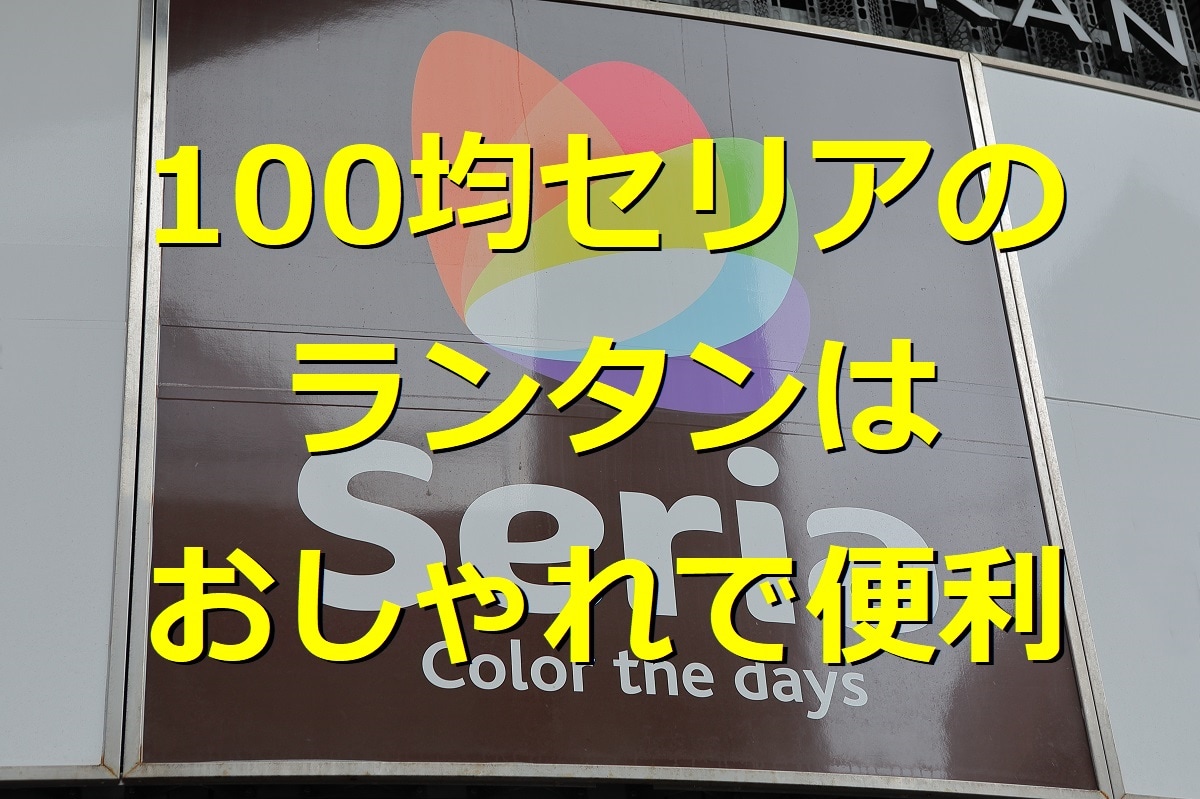 KAN
100均セリアの
ランタンは
Seria
おしゃれで便利
Color the days